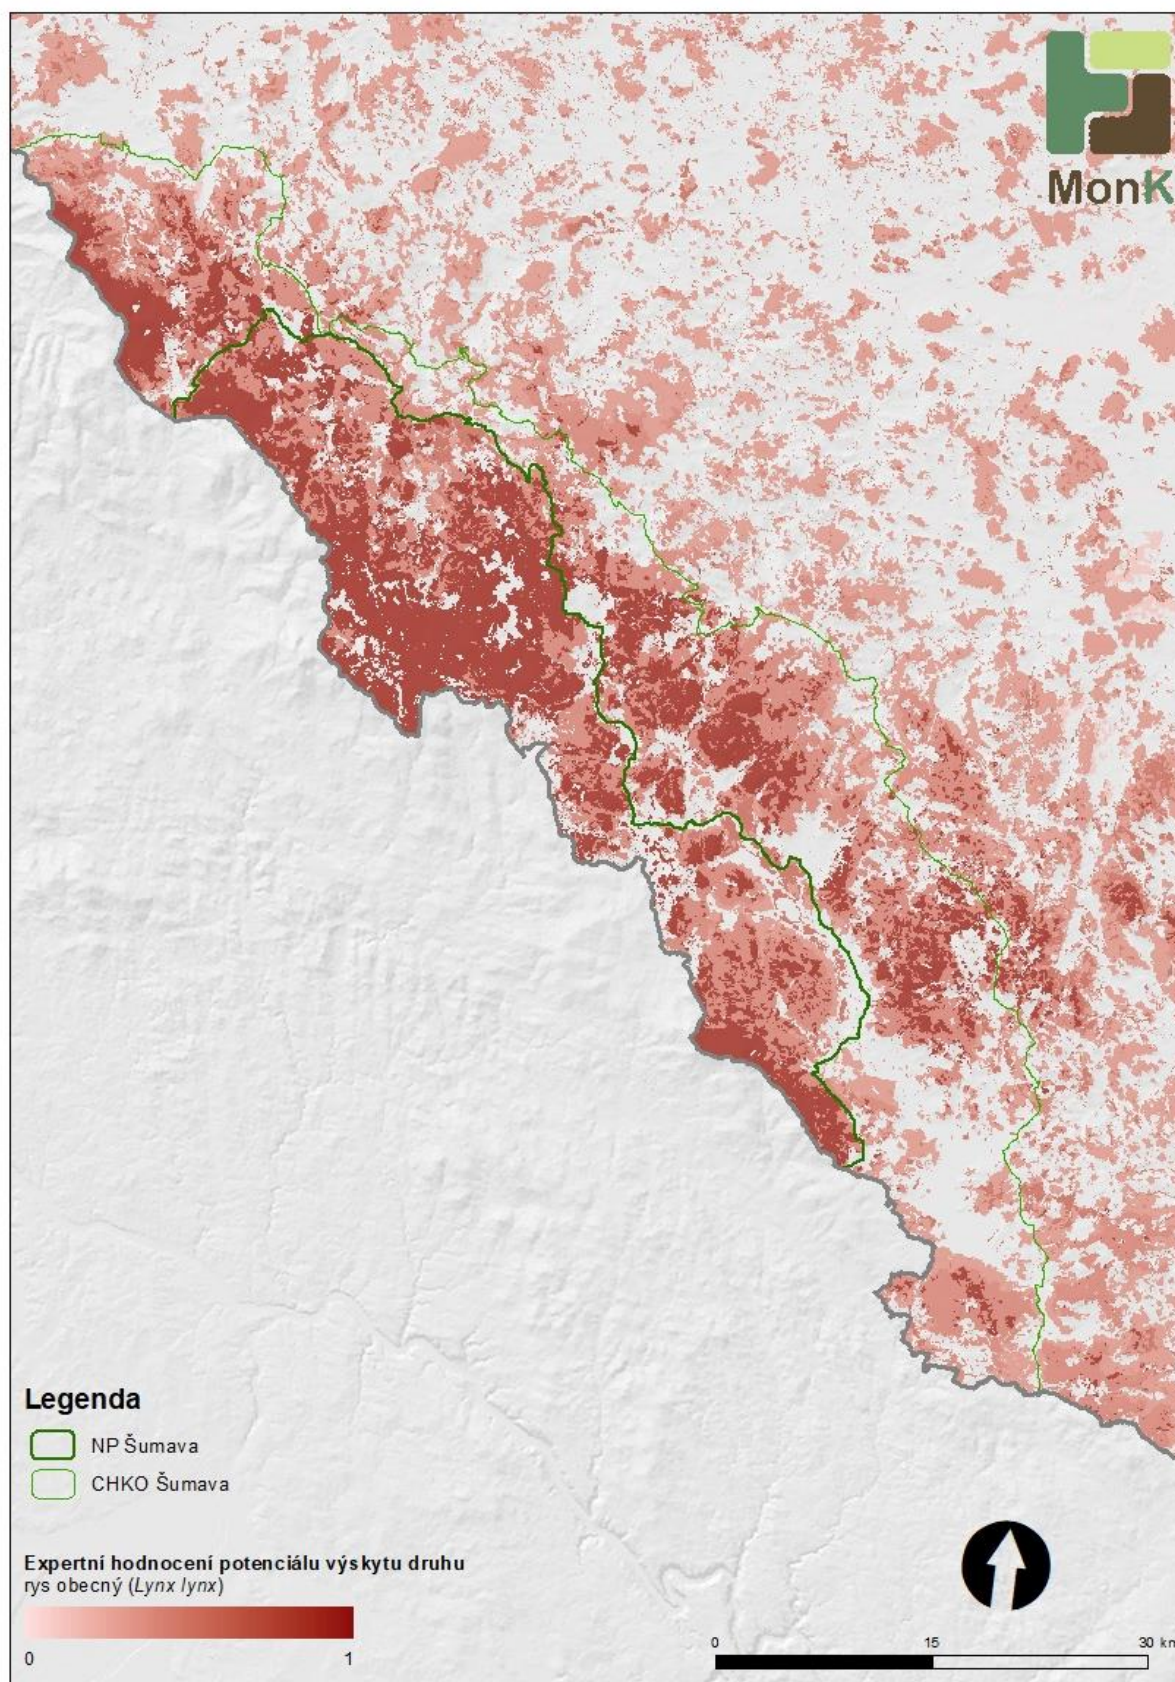 MonK
Legenda
NP Šumava
CHKO Šumava
Expertní hodnocení potenciálu výskytu druhu
rys obecný (Lynx lynx)
0 1
0 15 30 km